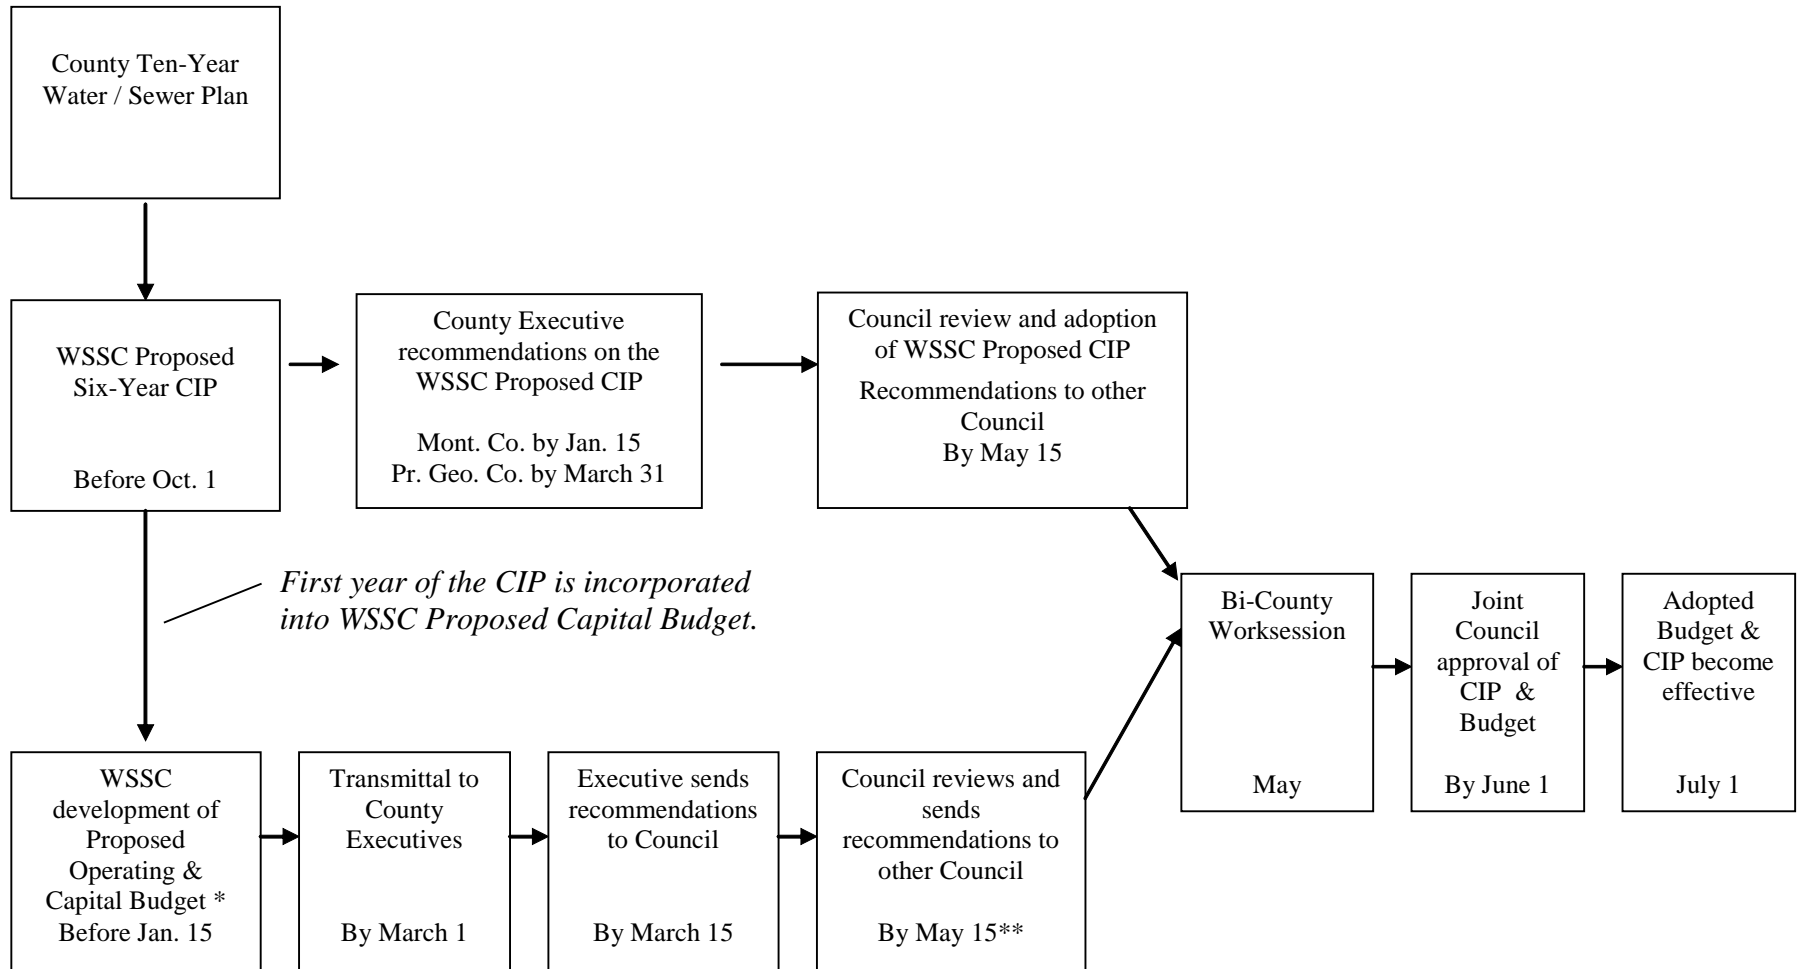 County Ten-Year
Water / Sewer Plan
WSSC Proposed
Six-Year CIP
Before Oct. 1
County Executive
recommendations on the
WSSC Proposed CIP
Mont. Co. by Jan. 15
Pr. Geo. Co. by March 31
Council review and adoption
of WSSC Proposed CIP
Recommendations to other
Council
By May 15
First year of the CIP is incorporated
into WSSC Proposed Capital Budget.
Bi-County
Worksession
May
Joint
Council
approval of
CIP &
Budget
By June 1
Adopted
Budget &
CIP become
effective
July 1
WSSC
development of
Proposed
Operating &
Capital Budget *
Before Jan. 15
Transmittal to
County
Executives
By March 1
Executive sends
recommendations
to Council
By March 15
Council reviews and
sends
recommendations to
other Council
By May 15**